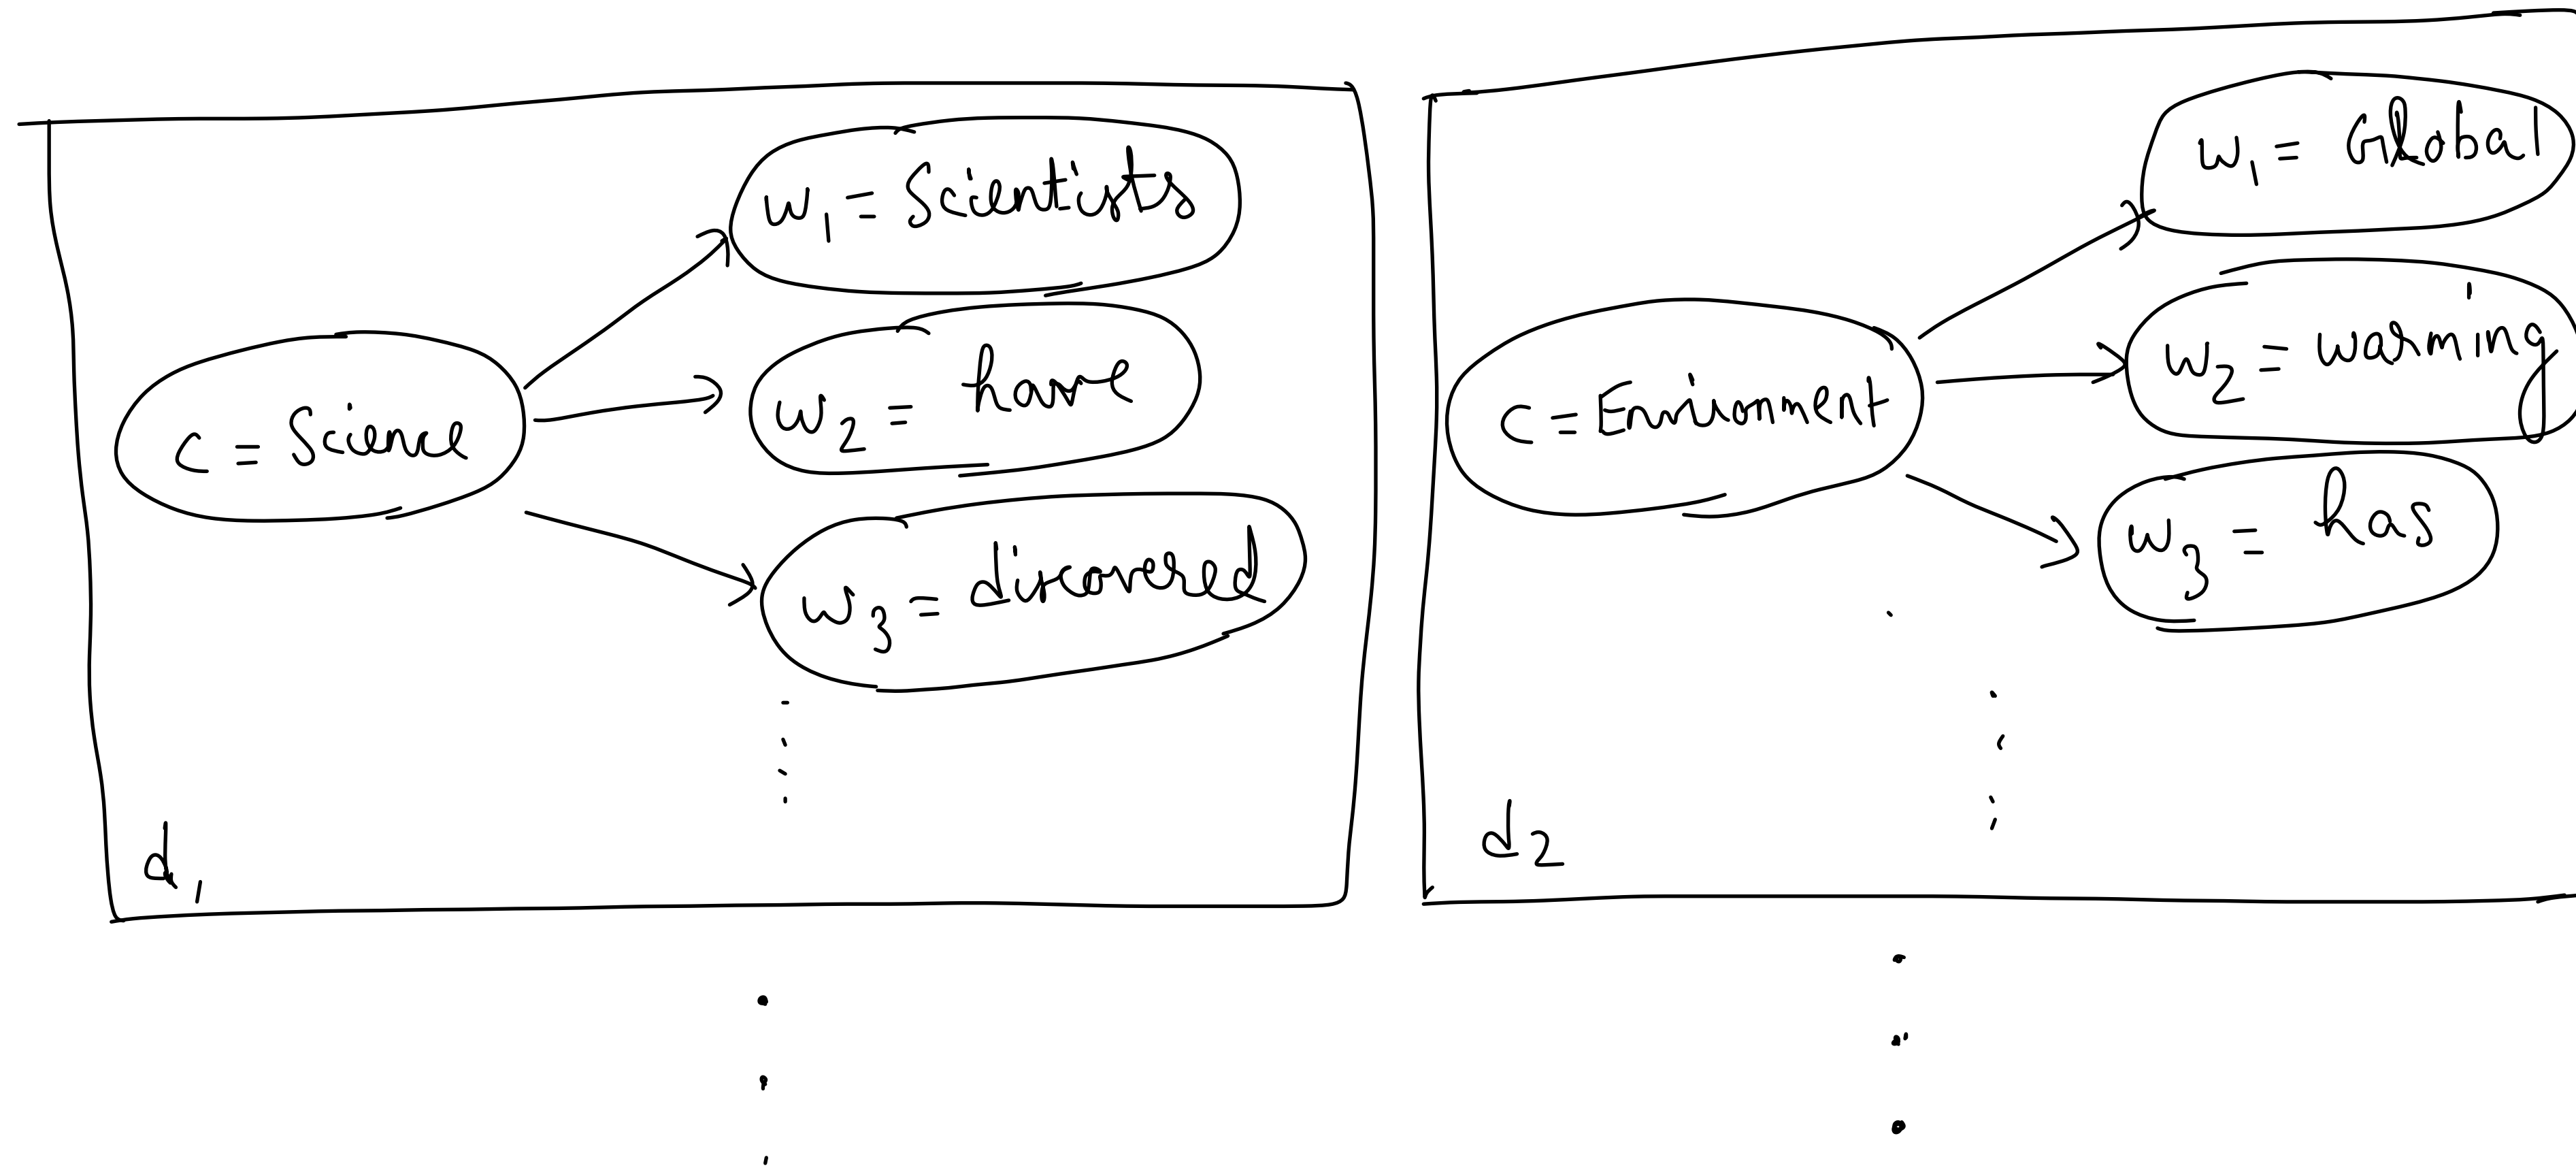 w1 = Scientists
w2 = have
c = Science
w3 = discovered
d1
w1 = Global
w2 = warming
c = Environment
w3 = has
d2